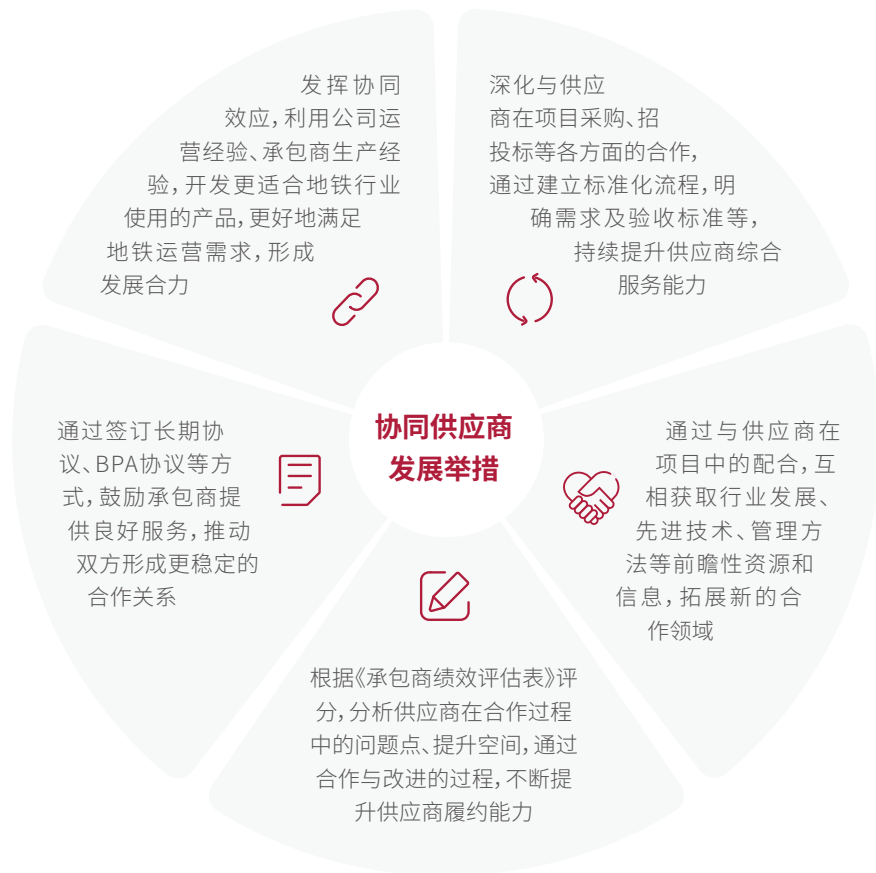 发挥协同
效应，利用公司运
营经验、承包商生产经
验，开发更适合地铁行业
使用的产品，更好地满足
地铁运营需求，形成
发展合力
深化与供应
商在项目采购、招
投标等各方面的合作，
通过建立标准化流程，明
确需求及验收标准等，
持续提升供应商综合
服务能力
协同供应商
发展举措
通过签订长期协
议、BPA协议等方
式，鼓励承包商提
供良好服务，推动
双方形成更稳定的
合作关系
通过与供应商在
项目中的配合，互
相获取行业发展、
先进技术、管理方
法等前瞻性资源和
信息，拓展新的合
作领域
根据《承包商绩效评估表》评
分，分析供应商在合作过程
中的问题点、提升空间，通过
合作与改进的过程，不断提
升供应商履约能力